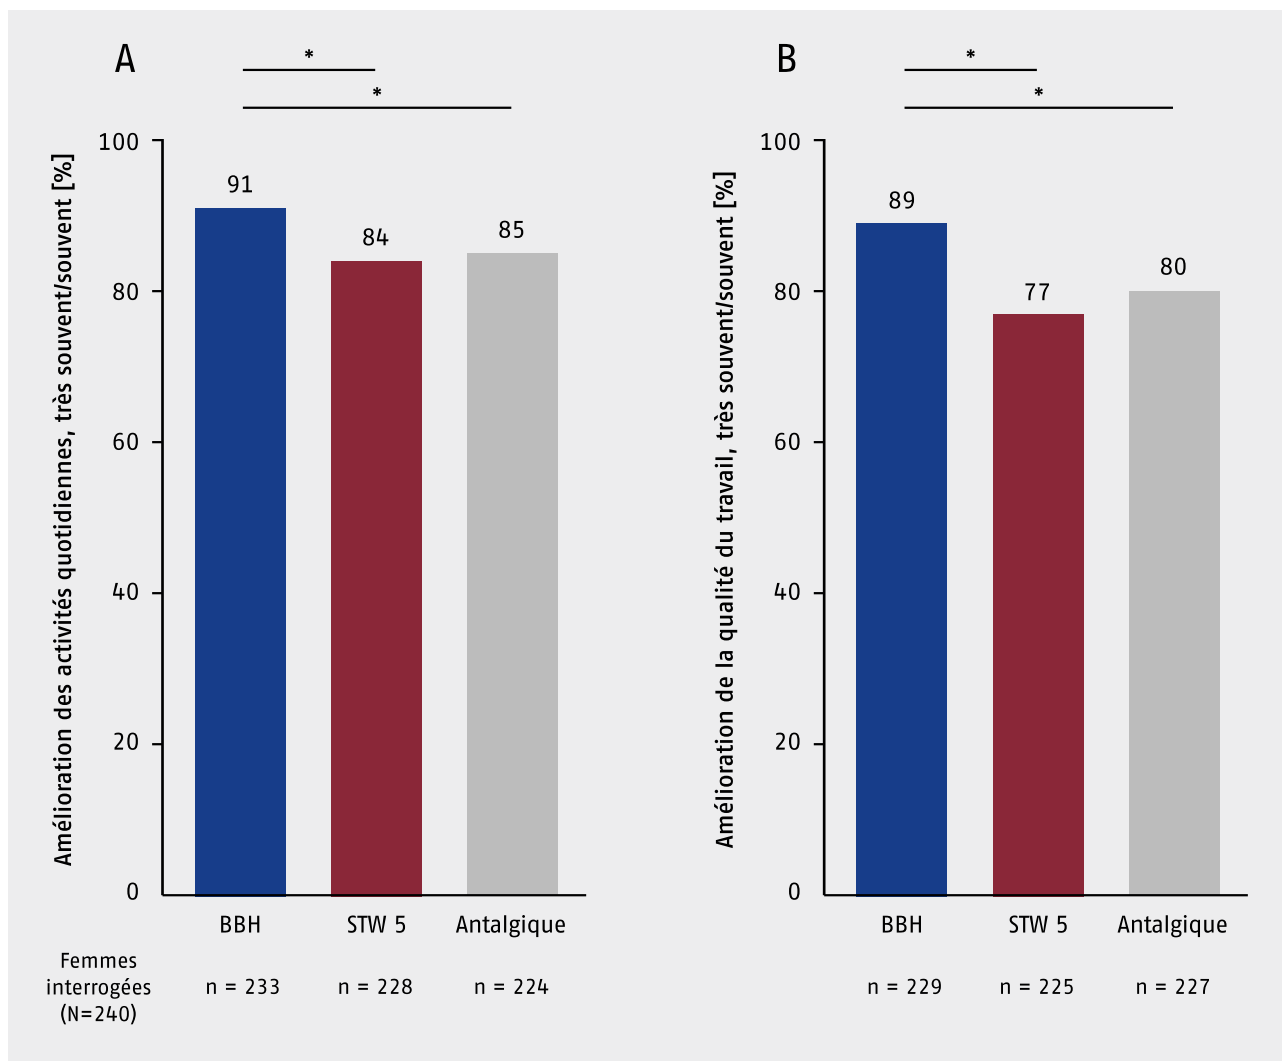 A
*
*
Amélioration des activités quotidiennes, très souvent/souvent [%]
100
80
60
40
20
0
91
84
85
BBH
STW 5
Antalgique
Femmes
interrogées
(N=240)
n = 233
n = 228
n = 224
B
*
*
Amélioration de la qualité du travail, très souvent/souvent [%]
100
80
60
40
20
0
89
77
80
BBH
STW 5
Antalgique
n = 229
n = 225
n = 227